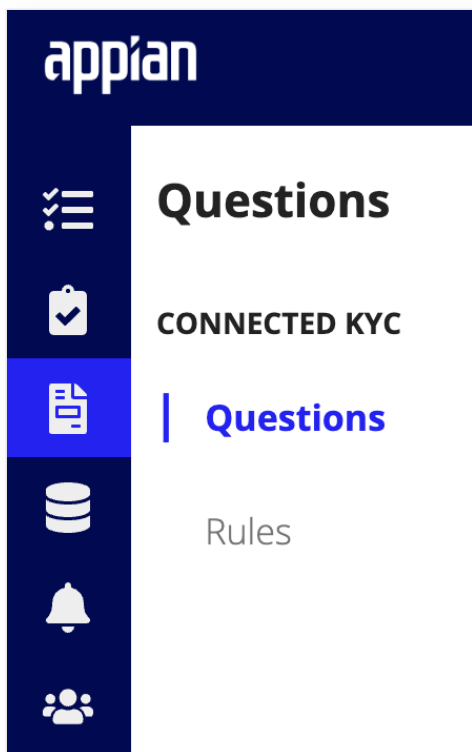 appian
Questions
CONNECTED KYC
Questions
Rules